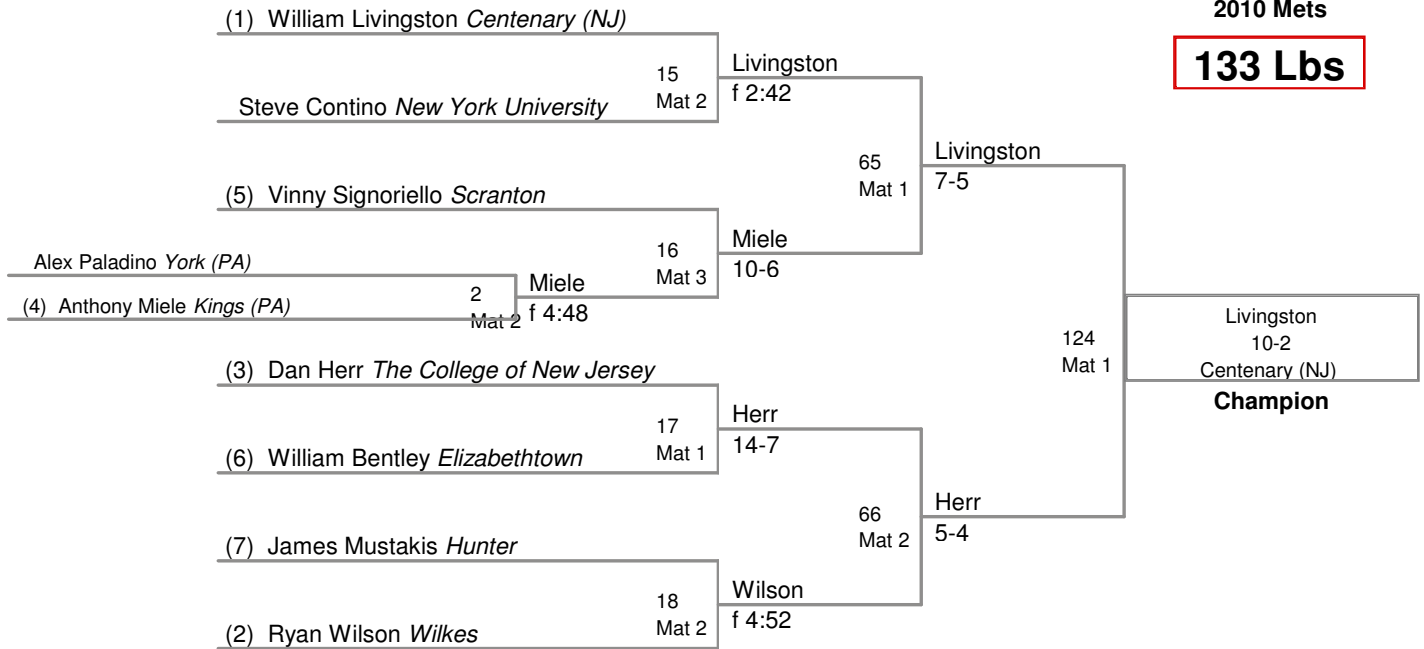 2010 Mets
133 Lbs
(1) William Livingston Centenary (NJ)
15
Mat 2
Livingston
f 2:42
Steve Contino New York University
65
Mat 1
Livingston
7-5
(5) Vinny Signoriello Scranton
16
Mat 3
Miele
10-6
Alex Paladino York (PA)
2
Mat 2
Miele
f 4:48
(4) Anthony Miele Kings (PA)
124
Mat 1
Livingston
10-2
Centenary (NJ)
Champion
(3) Dan Herr The College of New Jersey
17
Mat 1
Herr
14-7
(6) William Bentley Elizabethtown
66
Mat 2
Herr
5-4
(7) James Mustakis Hunter
18
Mat 2
Wilson
f 4:52
(2) Ryan Wilson Wilkes